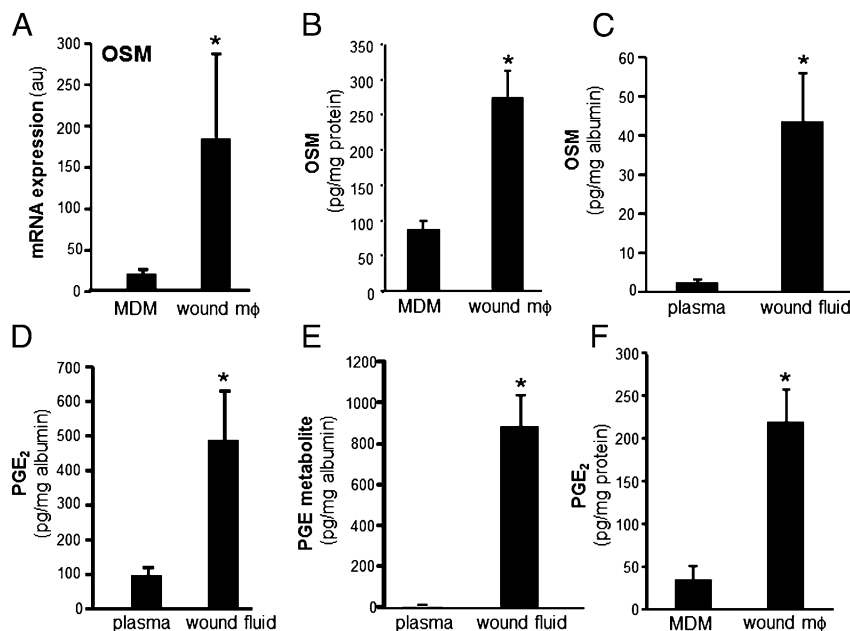 A
OSM
mRNA expression (au)
300
250
200
150
100
50
0
*
MDM
wound mϕ
B
OSM
(pg/mg protein)
350
300
250
200
150
100
50
0
*
MDM
wound mϕ
C
OSM
(pg/mg albumin)
60
50
40
30
20
10
0
*
plasma
wound fluid
D
PGE₂
(pg/mg albumin)
700
600
500
400
300
200
100
0
*
plasma
wound fluid
E
PGE metabolite
(pg/mg albumin)
1200
1000
800
600
400
200
0
*
plasma
wound fluid
F
PGE₂
(pg/mg protein)
300
250
200
150
100
50
0
*
MDM
wound mϕ